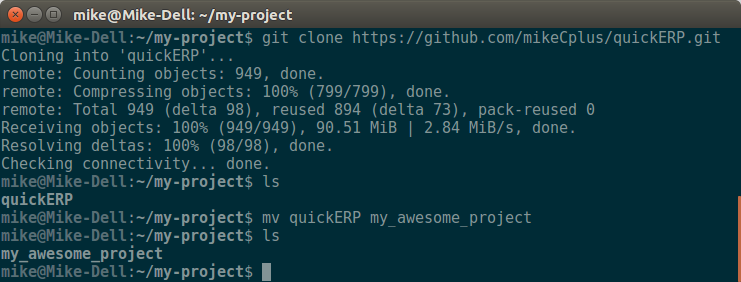 mike@Mike-Dell: ~/my-project
mike@Mike-Dell:~/my-project$ git clone https://github.com/mikeCplus/quickERP.git
Cloning into 'quickERP'...
remote: Counting objects: 949, done.
remote: Compressing objects: 100% (799/799), done.
remote: Total 949 (delta 98), reused 894 (delta 73), pack-reused 0
Receiving objects: 100% (949/949), 90.51 MiB | 2.84 MiB/s, done.
Resolving deltas: 100% (98/98), done.
Checking connectivity... done.
mike@Mike-Dell:~/my-project$ ls
quickERP
mike@Mike-Dell:~/my-project$ mv quickERP my_awesome_project
mike@Mike-Dell:~/my-project$ ls
my_awesome_project
mike@Mike-Dell:~/my-project$